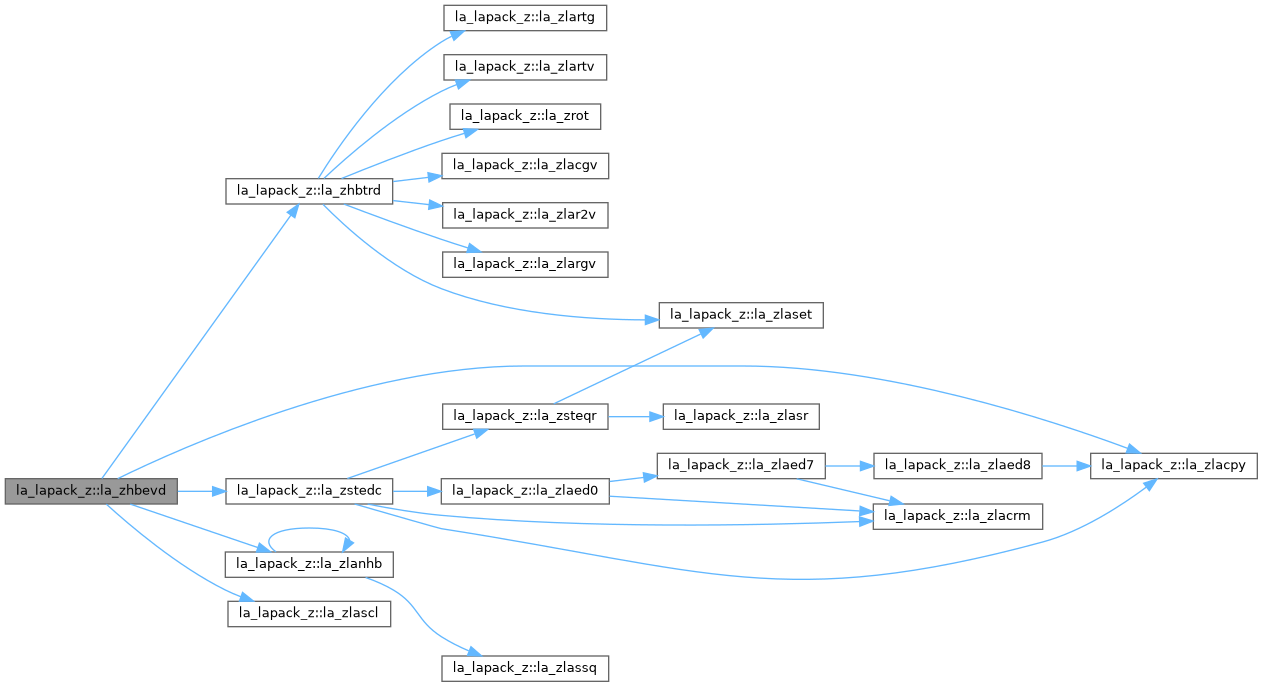 la_lapack_z::la_zlartg
la_lapack_z::la_zlartv
la_lapack_z::la_zrot
la_lapack_z::la_zlacgv
la_lapack_z::la_zhbtrd
la_lapack_z::la_zlar2v
la_lapack_z::la_zlargv
la_lapack_z::la_zlaset
la_lapack_z::la_zsteqr
la_lapack_z::la_zlasr
la_lapack_z::la_zlaed7
la_lapack_z::la_zlaed8
la_lapack_z::la_zlacpy
la_lapack_z::la_zhbevd
la_lapack_z::la_zstedc
la_lapack_z::la_zlaed0
la_lapack_z::la_zlacrm
la_lapack_z::la_zlanhb
la_lapack_z::la_zlascl
la_lapack_z::la_zlassq